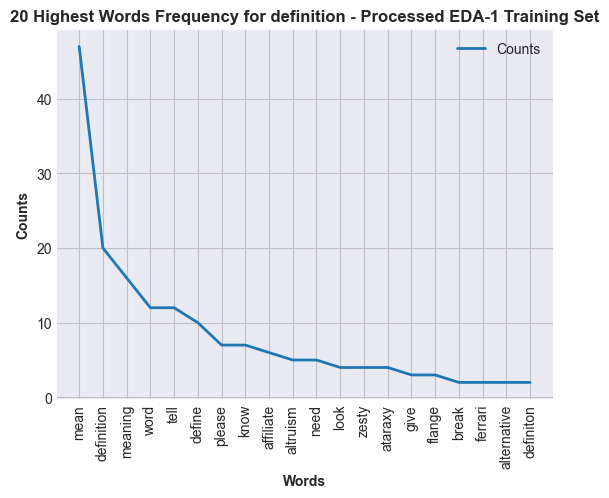 20 Highest Words Frequency for definition - Processed EDA-1 Training Set
Counts
Counts
40
30
20
10
0
mean
definition
meaning
word
tell
define
please
know
affiliate
altruism
need
look
zesty
ataraxy
give
flange
break
ferrari
alternative
definiton
Words